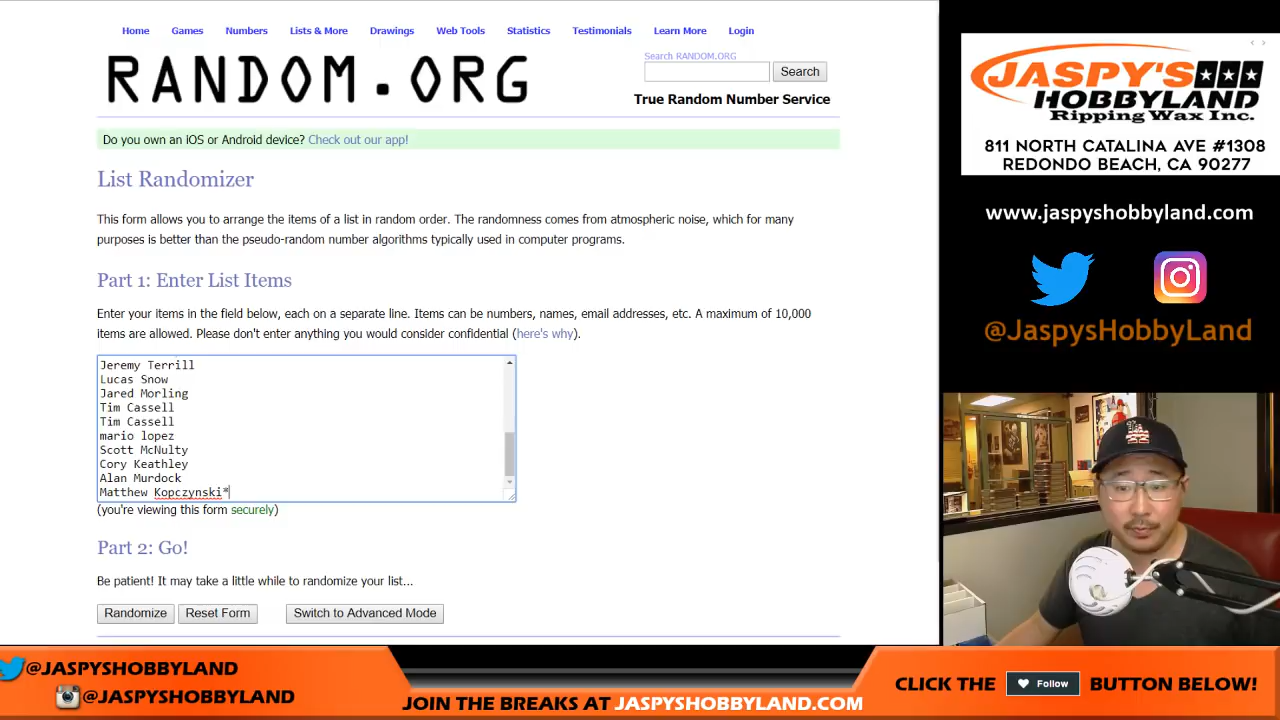 Home Games Numbers Lists & More Drawings Web Tools Statistics Testimonials Learn More Login
RANDOM.ORG
Search RANDOM.ORG
Search
True Random Number Service
Do you own an iOS or Android device? Check out our app!
List Randomizer
This form allows you to arrange the items of a list in random order. The randomness comes from atmospheric noise, which for many
purposes is better than the pseudo-random number algorithms typically used in computer programs.
Part 1: Enter List Items
Enter your items in the field below, each on a separate line. Items can be numbers, names, email addresses, etc. A maximum of 10,000
items are allowed. Please don't enter anything you would consider confidential (here's why).
Jeremy Terrill
Lucas Snow
Jared Morling
Tim Cassell
Tim Cassell
mario lopez
Scott McNulty
Cory Keathley
Alan Murdock
Matthew Kopczynski*
(you're viewing this form securely)
Part 2: Go!
Be patient! It may take a little while to randomize your list...
Randomize Reset Form Switch to Advanced Mode
JASPY'S
HOBBYLAND
Ripping Wax Inc.
811 NORTH CATALINA AVE #1308
REDONDO BEACH, CA 90277
www.jaspyshobbyland.com
@JaspysHobbyLand
LA
@JASPYSHOBBYLAND
@JASPYSHOBBYLAND
JOIN THE BREAKS AT JASPYSHOBBYLAND.COM
CLICK THE Follow BUTTON BELOW!